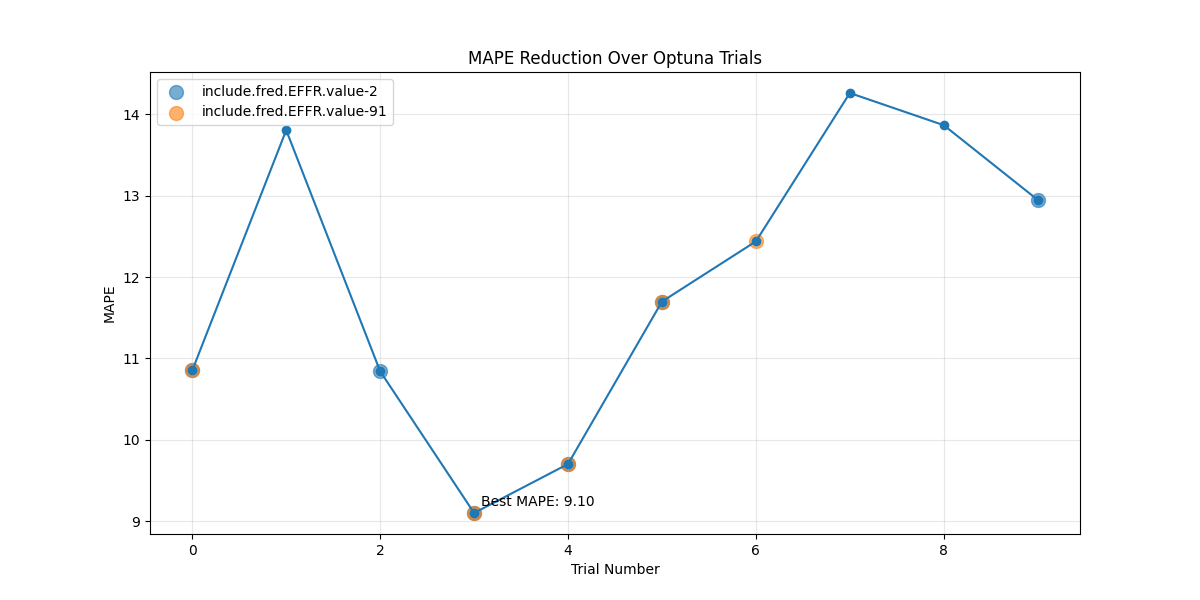 MAPE Reduction Over Optuna Trials
include.fred.EFFR.value-2
include.fred.EFFR.value-91
14
13
12
11
10
9
MAPE
Best MAPE: 9.10
0 2 4 6 8
Trial Number